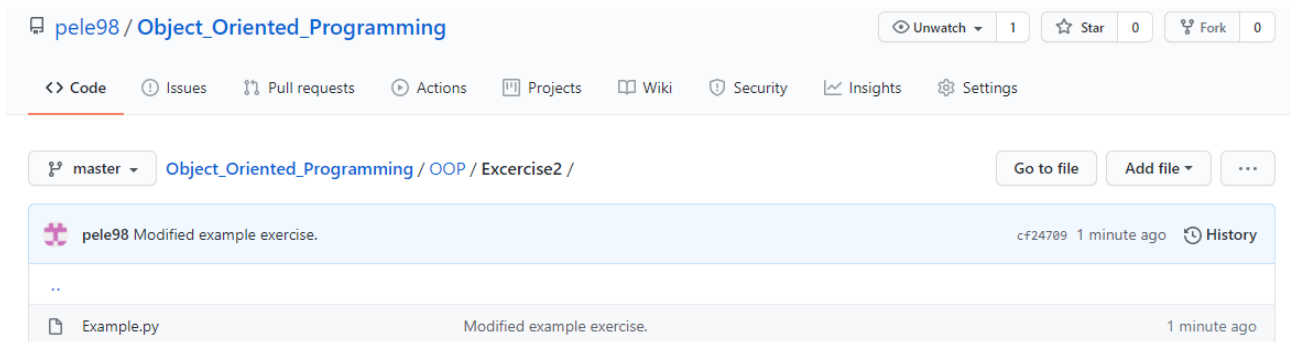 pele98 / Object_Oriented_Programming Unwatch 1 Star 0 Fork 0
Code Issues Pull requests Actions Projects Wiki Security Insights Settings
master Object_Oriented_Programming / OOP / Excercise2 / Go to file Add file ...
pele98 Modified example exercise. cf24709 1 minute ago History
..
Example.py Modified example exercise. 1 minute ago